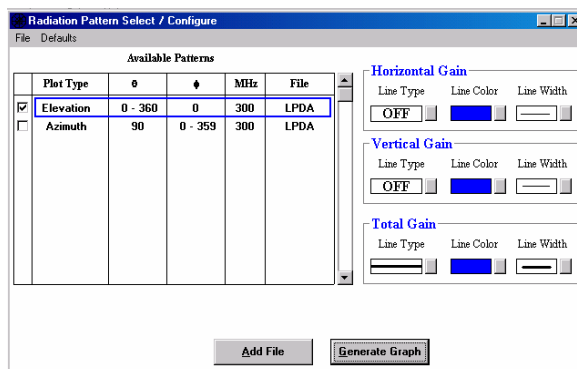 Radiation Pattern Select / Configure
File Defaults
Available Patterns
Plot Type θ ϕ MHz File
Elevation 0 - 360 0 300 LPDA
Azimuth 90 0 - 359 300 LPDA
Horizontal Gain
Line Type Line Color Line Width
OFF
Vertical Gain
Line Type Line Color Line Width
OFF
Total Gain
Line Type Line Color Line Width
Add File Generate Graph